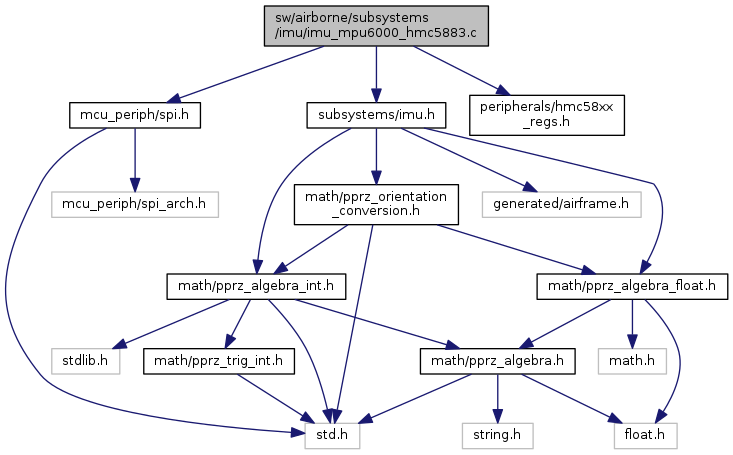 sw/airborne/subsystems
/imu/imu_mpu6000_hmc5883.c
mcu_periph/spi.h
subsystems/imu.h
peripherals/hmc58xx
_regs.h
mcu_periph/spi_arch.h
math/pprz_orientation
_conversion.h
generated/airframe.h
math/pprz_algebra_int.h
math/pprz_algebra_float.h
stdlib.h
math/pprz_trig_int.h
math/pprz_algebra.h
math.h
std.h
string.h
float.h